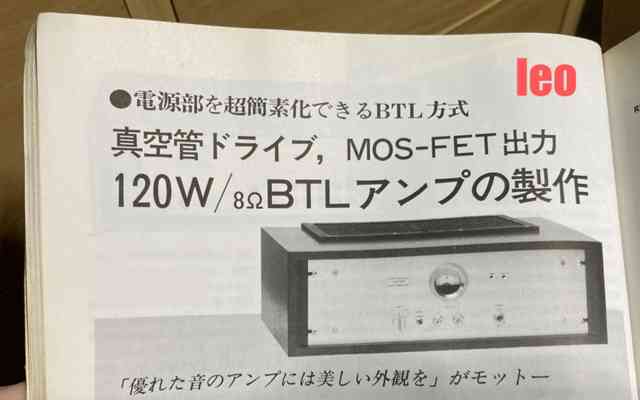 leo
●電源部を超簡素化できるBTL方式
真空管ドライブ，MOS-FET出力
120W/8ΩBTLアンプの製作
「優れた音のアンプには美しい外観を」がモットー